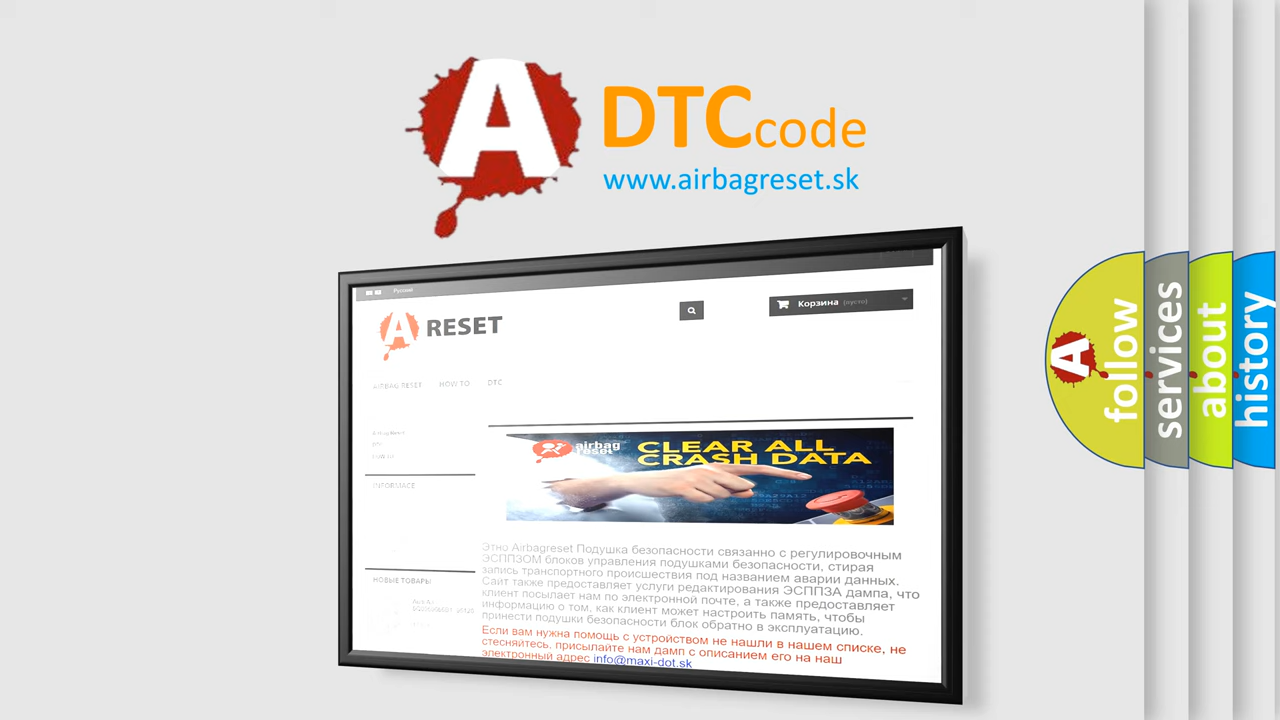 A DTC code
www.airbagreset.sk
Русский
Корзина (пусто)
A RESET
AIRBAG RESET HOW TO DTC
INFORMACE
airbag
reset
CLEAR ALL
CRASH DATA
Этно Airbagreset Подушка безопасности связанно с регулировочным
ЭСППЗОМ блоков управления подушками безопасности, стирая
запись транспортного происшествия под названием аварии данных.
Сайт также предоставляет услуги редактирования ЭСППЗА дампа, что
клиент посылает нам по электронной почте, а также предоставляет
информацию о том, как клиент может настроить память, чтобы
принести подушки безопасности блок обратно в эксплуатацию.
Если вам нужна помощь с устройством не нашли в нашем списке, не
стесняйтесь, присылайте нам дамп с описанием его на наш
электронный адрес info@maxi-dot.sk
НОВЫЕ ТОВАРЫ
A follow
services
about
history